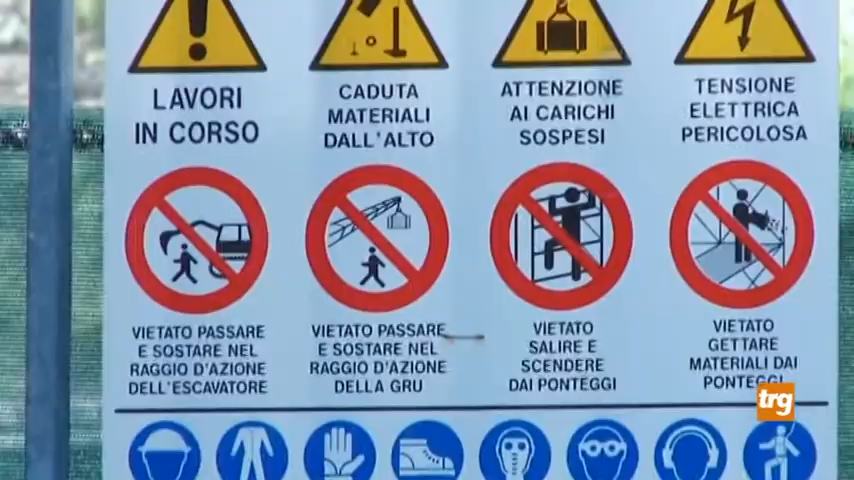 LAVORI
IN CORSO
CADUTA
MATERIALI
DALL'ALTO
ATTENZIONE
AI CARICHI
SOSPESI
TENSIONE
ELETTRICA
PERICOLOSA
VIETATO PASSARE
E SOSTARE NEL
RAGGIO D'AZIONE
DELL'ESCAVATORE
VIETATO PASSARE
E SOSTARE NEL
RAGGIO D'AZIONE
DELLA GRU
VIETATO
SALIRE E
SCENDERE
DAI PONTEGGI
VIETATO
GETTARE
MATERIALI DAI
PONTEGGI
trg